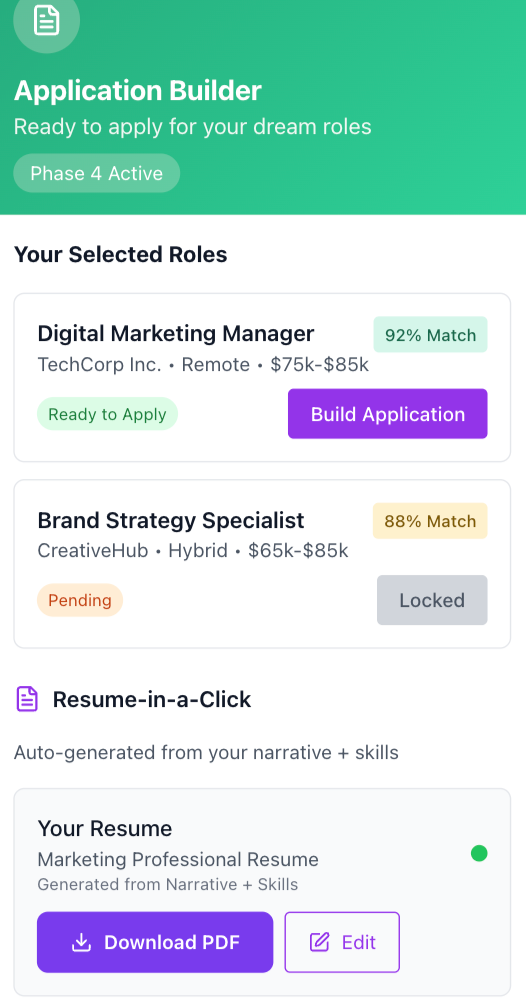 Application Builder
Ready to apply for your dream roles
Phase 4 Active
Your Selected Roles
Digital Marketing Manager
92% Match
TechCorp Inc. • Remote • $75k-$85k
Ready to Apply
Build Application
Brand Strategy Specialist
88% Match
CreativeHub • Hybrid • $65k-$85k
Pending
Locked
Resume-in-a-Click
Auto-generated from your narrative + skills
Your Resume
Marketing Professional Resume
Generated from Narrative + Skills
Download PDF
Edit